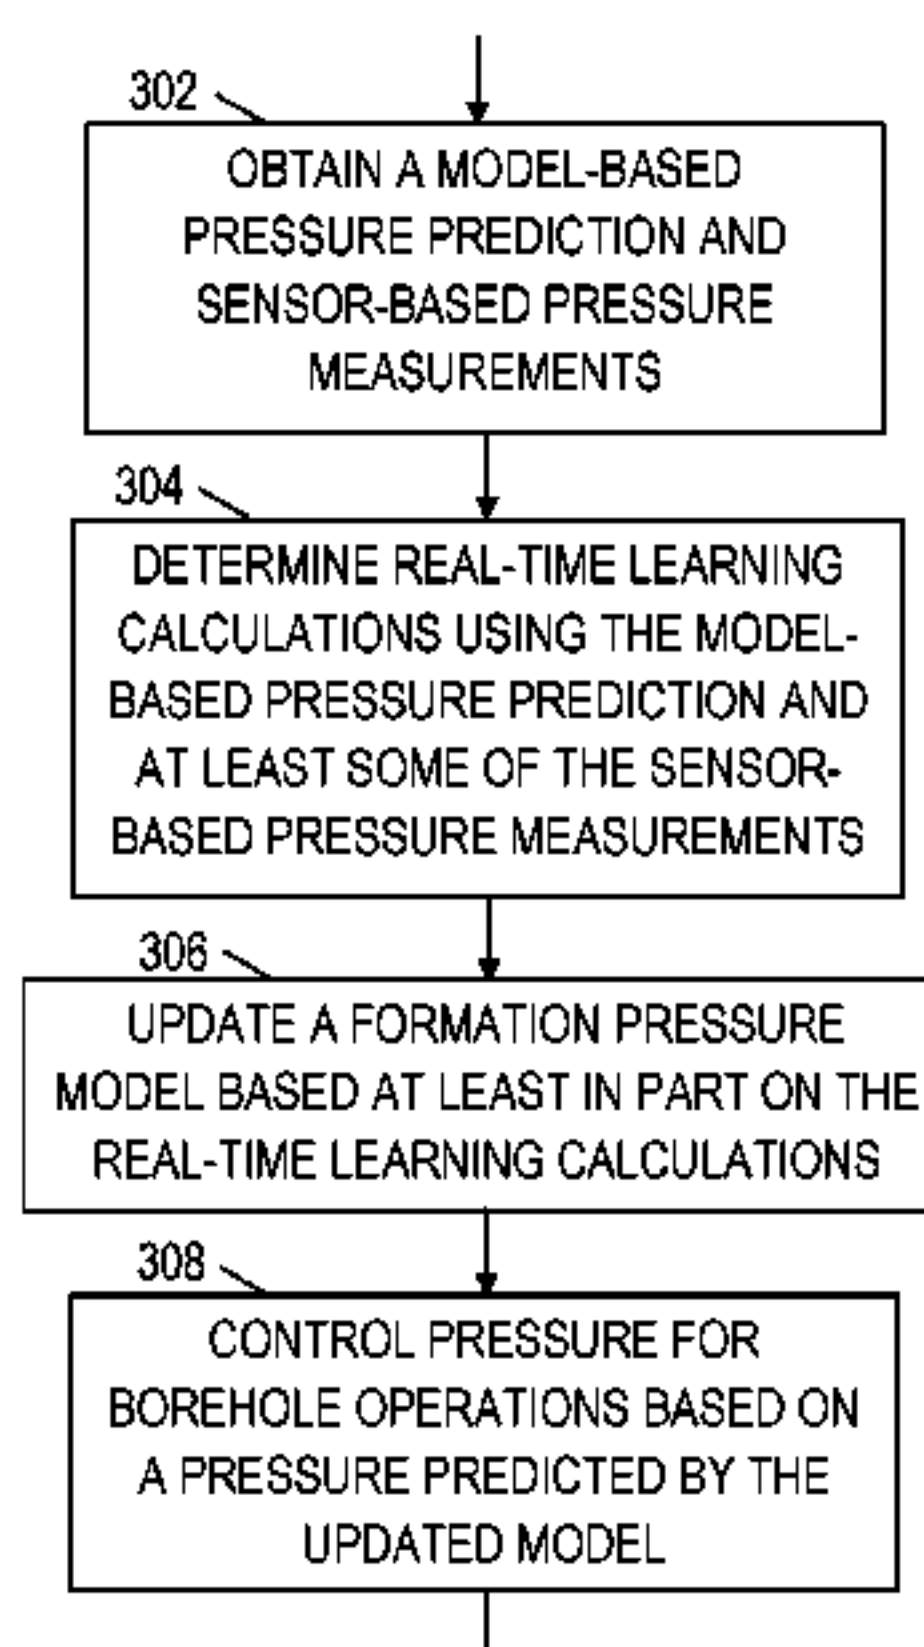 302
OBTAIN A MODEL-BASED
PRESSURE PREDICTION AND
SENSOR-BASED PRESSURE
MEASUREMENTS
304
DETERMINE REAL-TIME LEARNING
CALCULATIONS USING THE MODEL-
BASED PRESSURE PREDICTION AND
AT LEAST SOME OF THE SENSOR-
BASED PRESSURE MEASUREMENTS
306
UPDATE A FORMATION PRESSURE
MODEL BASED AT LEAST IN PART ON THE
REAL-TIME LEARNING CALCULATIONS
308
CONTROL PRESSURE FOR
BOREHOLE OPERATIONS BASED ON
A PRESSURE PREDICTED BY THE
UPDATED MODEL